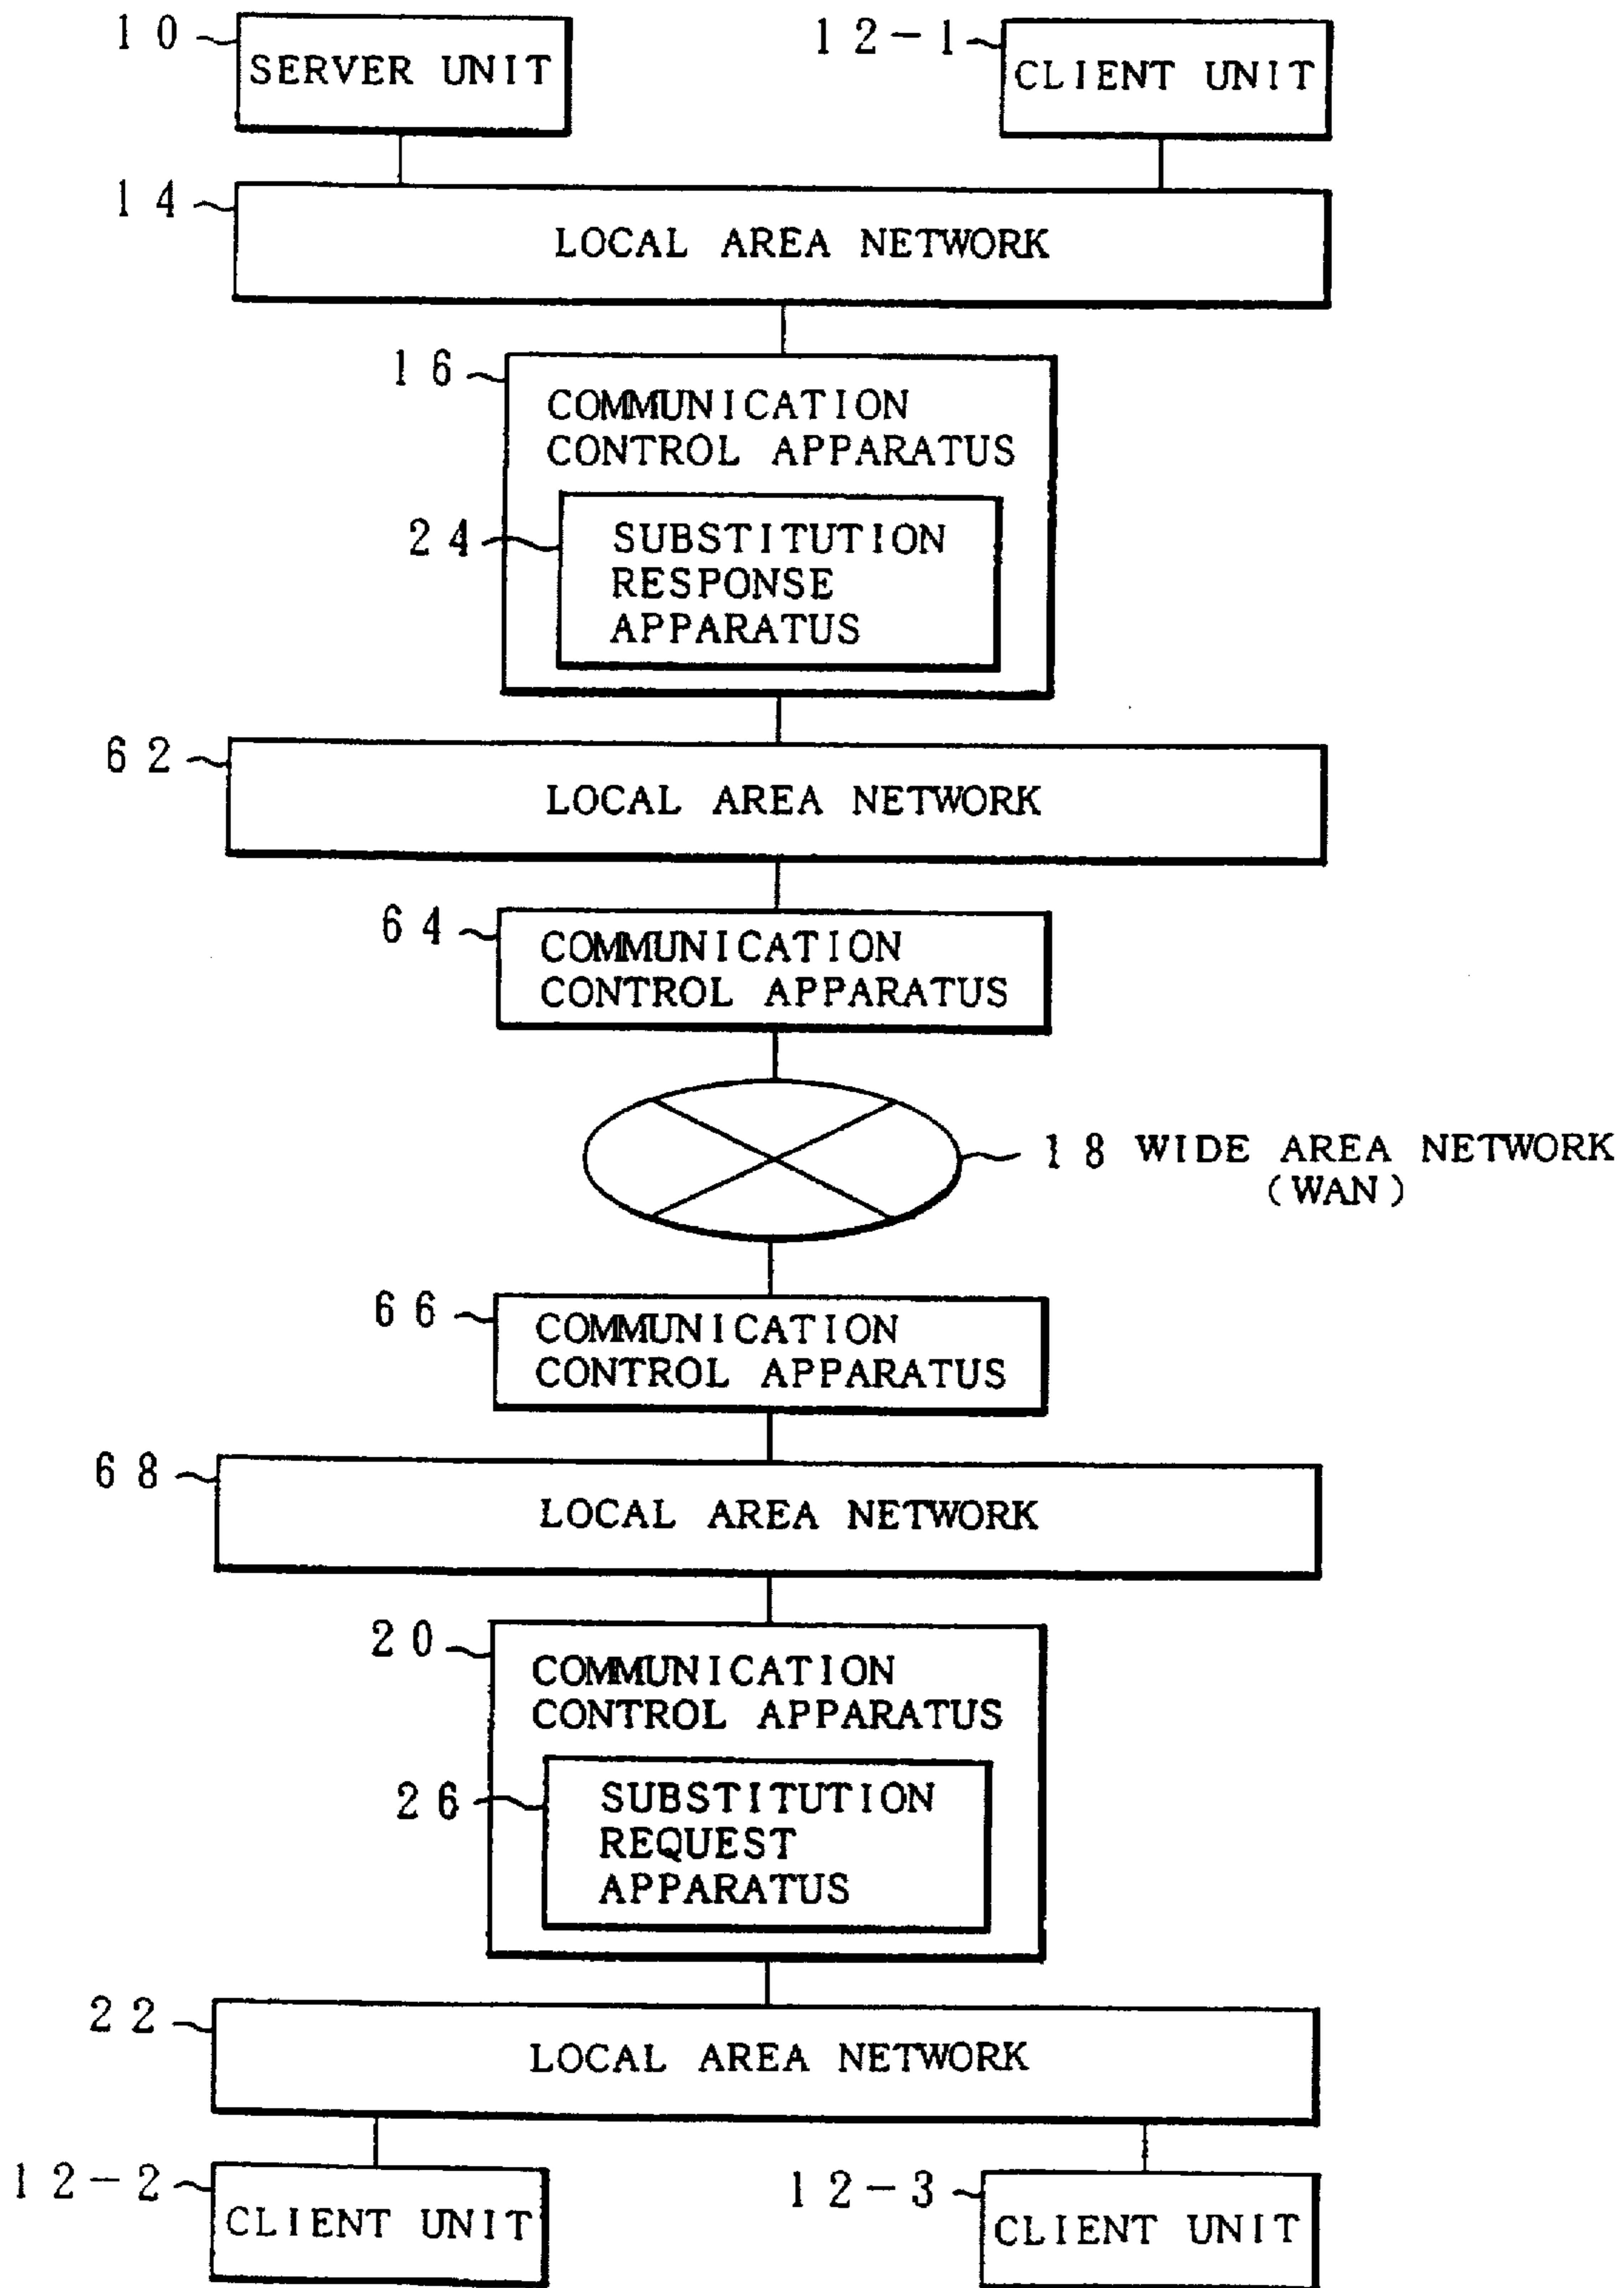 10
SERVER UNIT
12-1
CLIENT UNIT
14
LOCAL AREA NETWORK
16
COMMUNICATION
CONTROL APPARATUS
24
SUBSTITUTION
RESPONSE
APPARATUS
62
LOCAL AREA NETWORK
64
COMMUNICATION
CONTROL APPARATUS
18 WIDE AREA NETWORK
(WAN)
66
COMMUNICATION
CONTROL APPARATUS
68
LOCAL AREA NETWORK
20
COMMUNICATION
CONTROL APPARATUS
26
SUBSTITUTION
REQUEST
APPARATUS
22
LOCAL AREA NETWORK
12-2
CLIENT UNIT
12-3
CLIENT UNIT